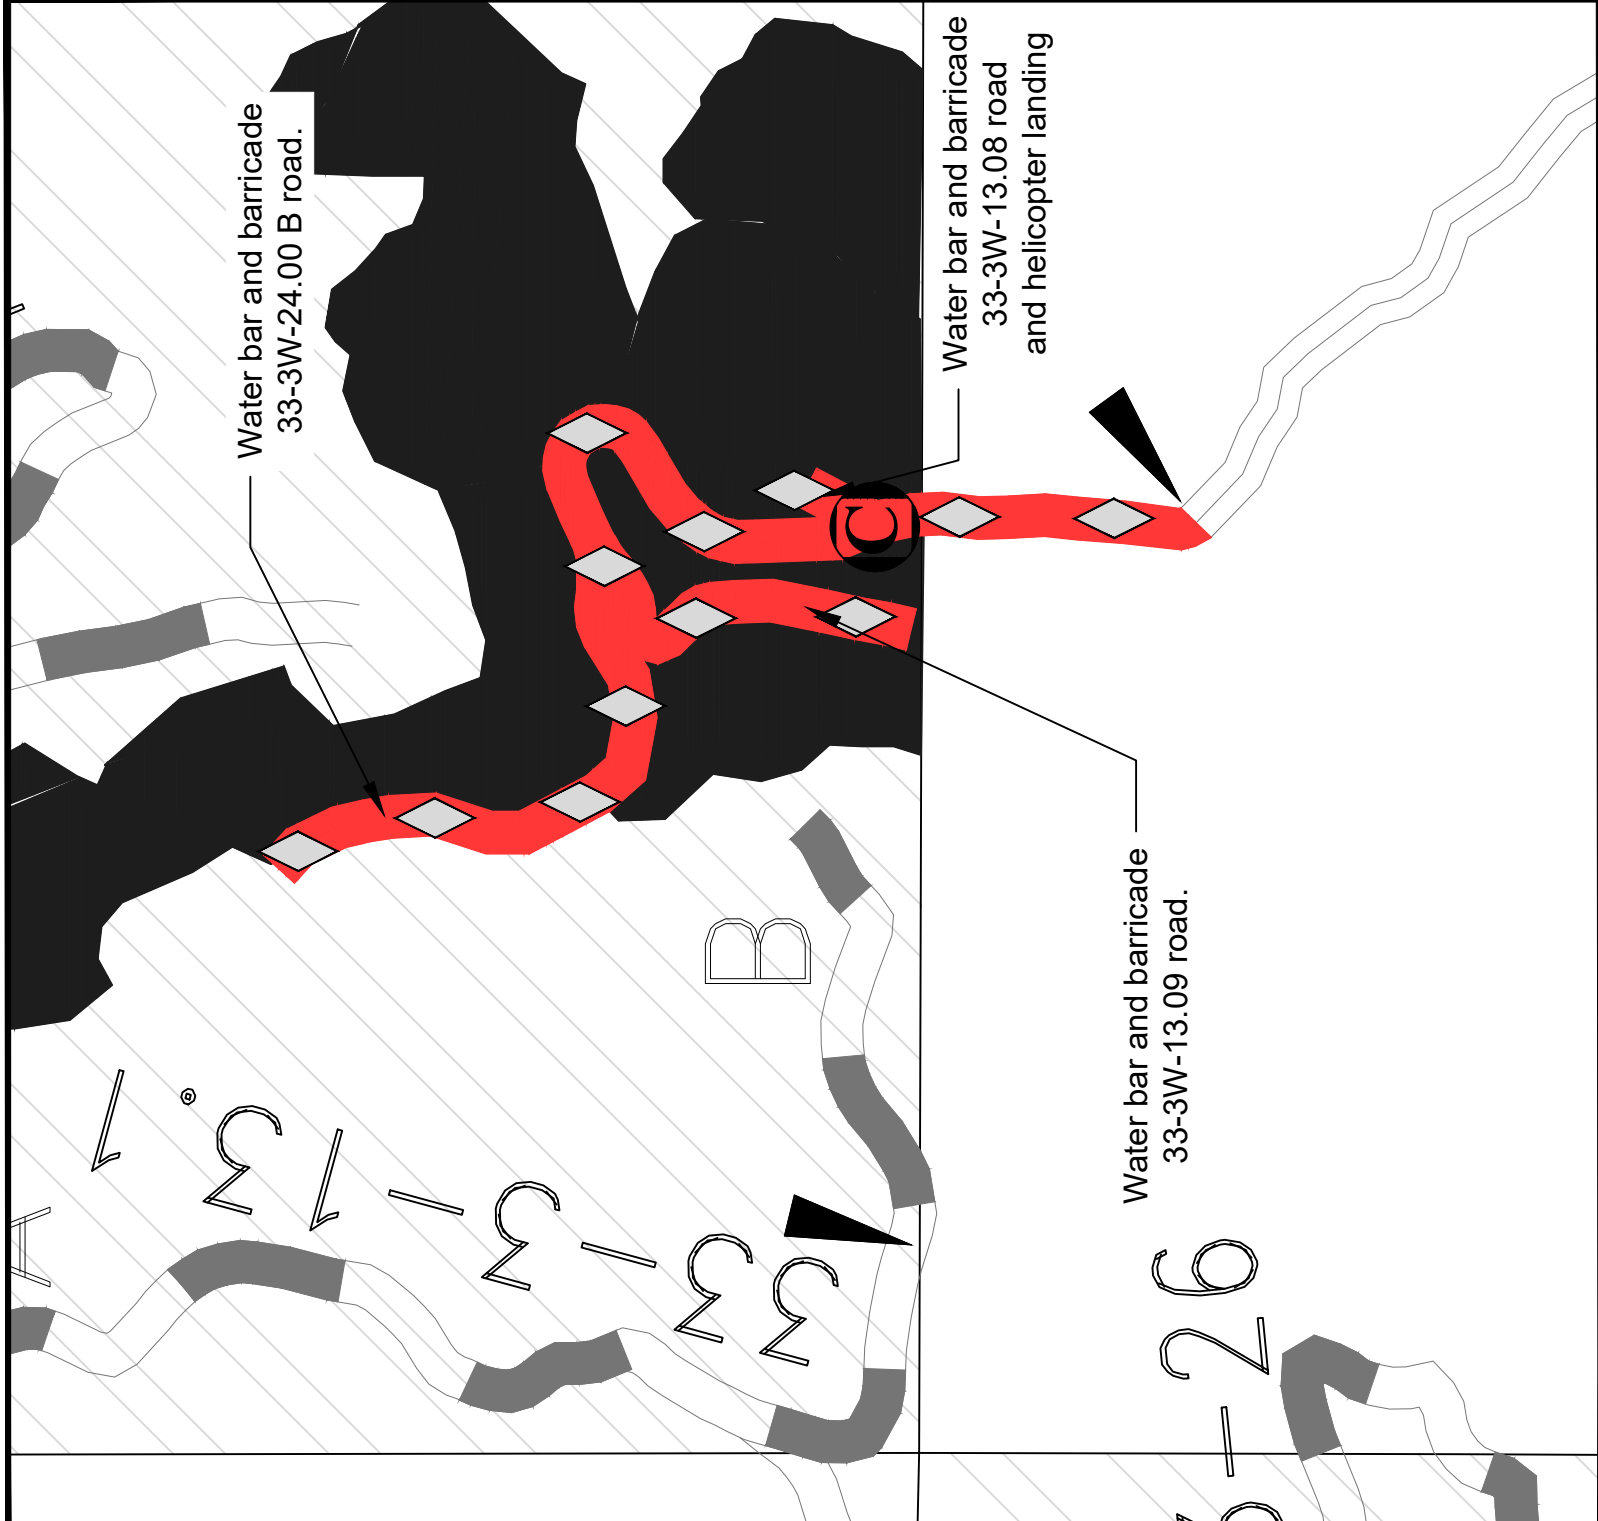 Water bar and barricade
33-3W-24.00 B road.
Water bar and barricade
33-3W-13.08 road
and helicopter landing
C
Water bar and barricade
33-3W-13.09 road.
B
33-3-13.1
A
-26